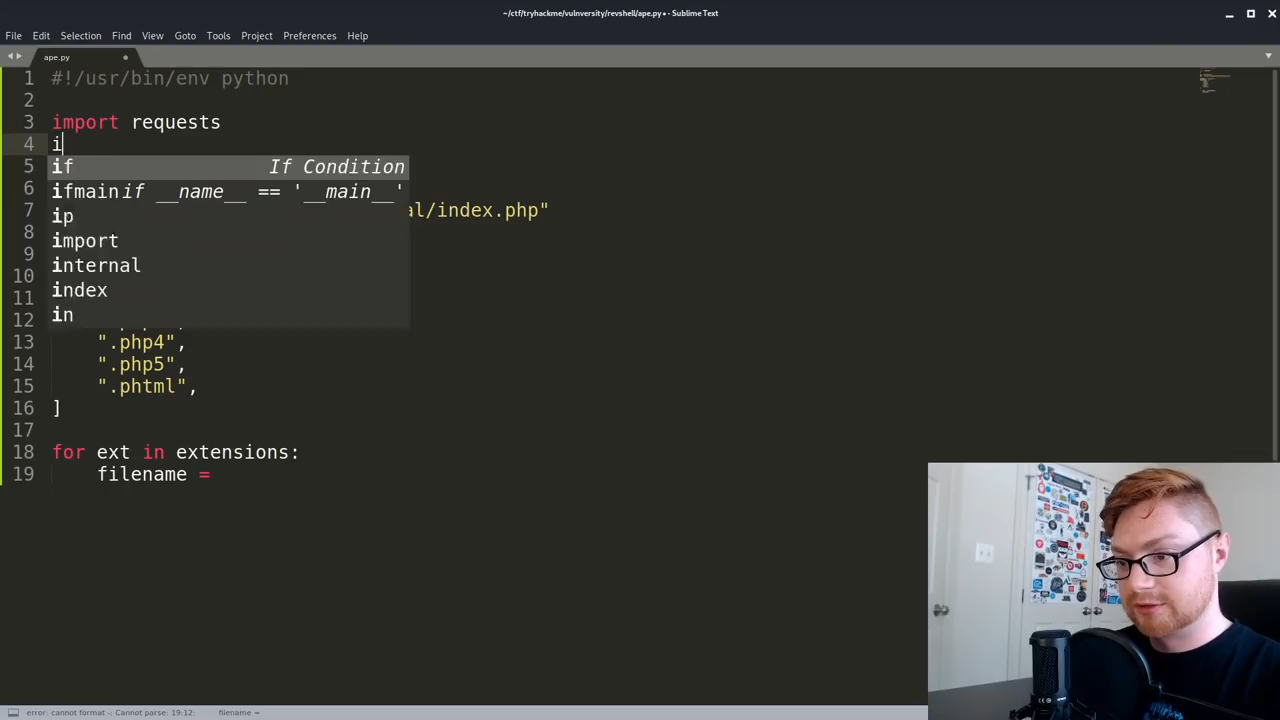 ~/ctf/tryhackme/vulnversity/revshell/ape.py • - Sublime Text
File Edit Selection Find View Goto Tools Project Preferences Help
ape.py
1 #!/usr/bin/env python
2
3 import requests
4 i
5 if If Condition
6 ifmain if __name__ == '__main__'
7 ip al/index.php"
8 import
9 internal
10 index
11 in
12
13 ".php4",
14 ".php5",
15 ".phtml",
16 ]
17
18 for ext in extensions:
19 filename =
error: cannot format -: Cannot parse: 19:12: filename =